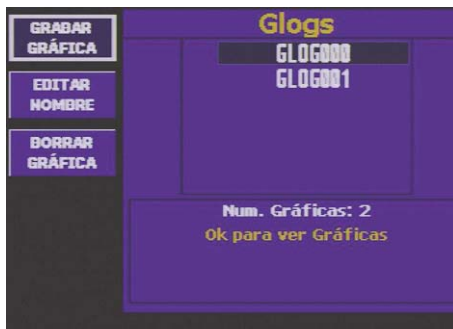 Glogs
GRABAR
GRÁFICA
EDITAR
NOMBRE
BORRAR
GRÁFICA
GLOG000
GLOG001
Num. Gráficas: 2
Ok para ver Gráficas